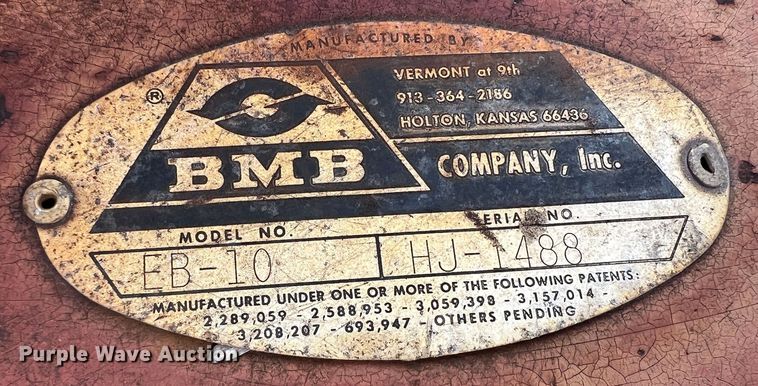 MANUFACTURED BY
VERMONT at 9th
913-364-2186
HOLTON, KANSAS 66436
®
BMB COMPANY, Inc.
MODEL NO. SERIAL NO.
EB-10 HJ-1488
MANUFACTURED UNDER ONE OR MORE OF THE FOLLOWING PATENTS:
2,289,059 - 2,588,953 - 3,059,398 - 3,157,014 -
3,208,207 - 693,947 - OTHERS PENDING
Purple Wave Auction